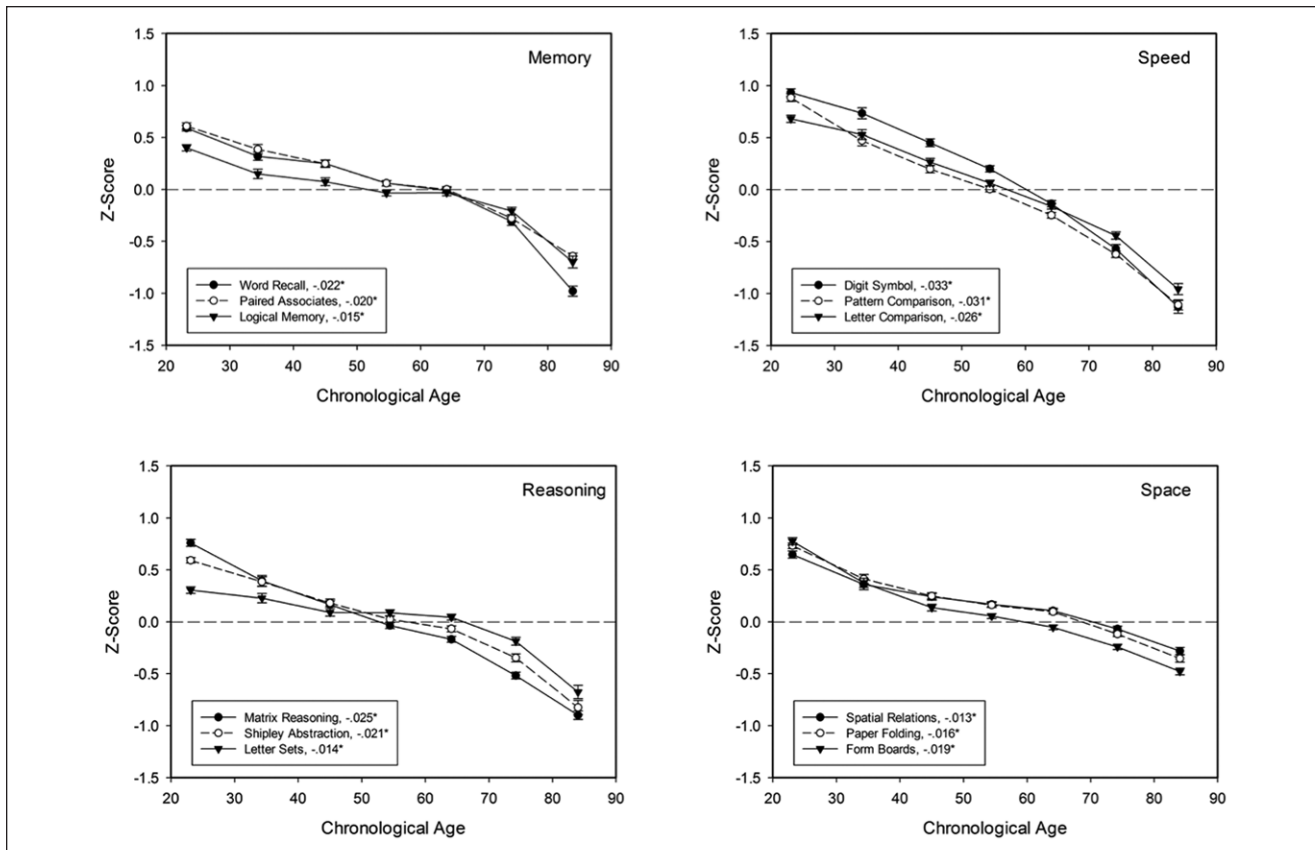 Memory
1.5
1.0
0.5
0.0
-0.5
-1.0
-1.5
Z-Score
Word Recall, -.022*
Paired Associates, -.020*
Logical Memory, -.015*
20 30 40 50 60 70 80 90
Chronological Age
Speed
1.5
1.0
0.5
0.0
-0.5
-1.0
-1.5
Z-Score
Digit Symbol, -.033*
Pattern Comparison, -.031*
Letter Comparison, -.026*
20 30 40 50 60 70 80 90
Chronological Age
Reasoning
1.5
1.0
0.5
0.0
-0.5
-1.0
-1.5
Z-Score
Matrix Reasoning, -.025*
Shipley Abstraction, -.021*
Letter Sets, -.014*
20 30 40 50 60 70 80 90
Chronological Age
Space
1.5
1.0
0.5
0.0
-0.5
-1.0
-1.5
Z-Score
Spatial Relations, -.013*
Paper Folding, -.016*
Form Boards, -.019*
20 30 40 50 60 70 80 90
Chronological Age